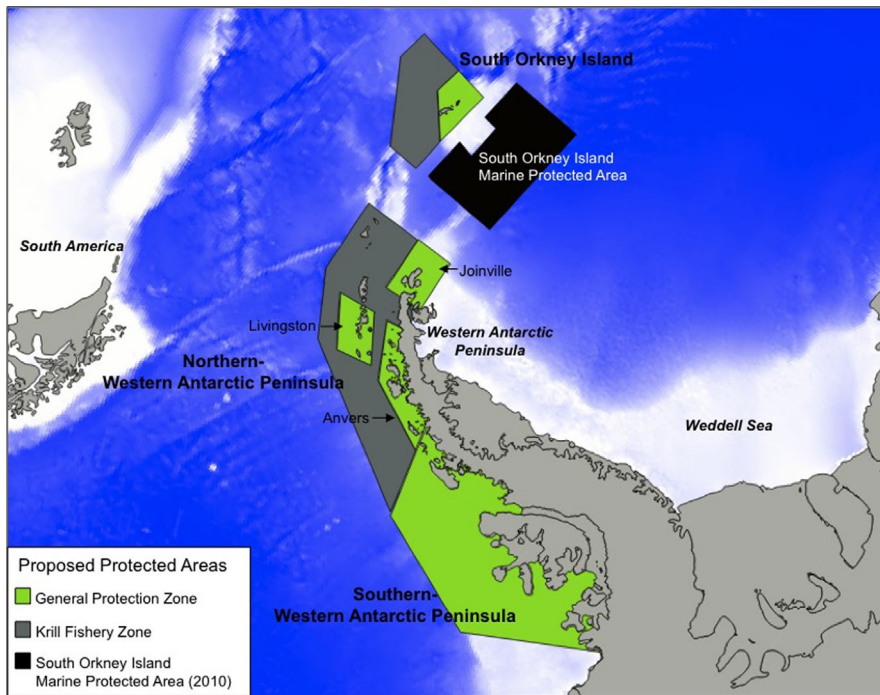 South Orkney Island
South Orkney Island
Marine Protected Area
South America
Joinville
Livingston
Western Antarctic
Peninsula
Northern-
Western Antarctic Peninsula
Anvers
Weddell Sea
Southern-
Western Antarctic Peninsula
Proposed Protected Areas
General Protection Zone
Krill Fishery Zone
South Orkney Island
Marine Protected Area (2010)